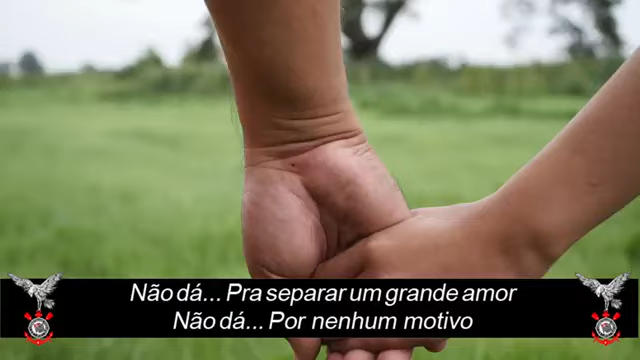 Não dá... Pra separar um grande amor
Não dá... Por nenhum motivo